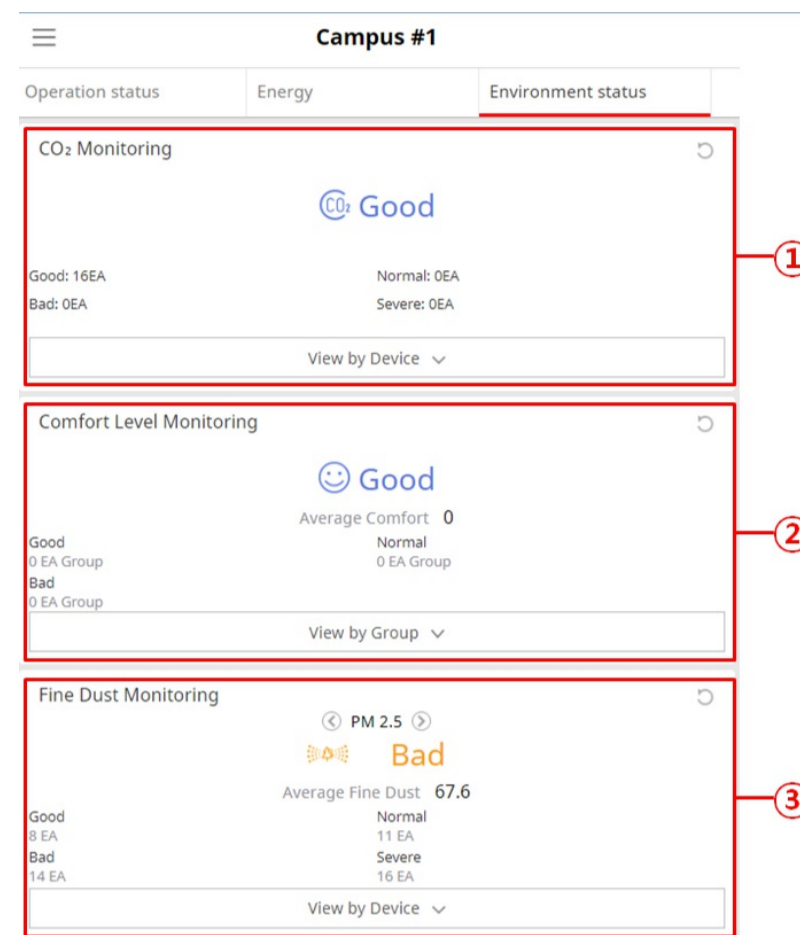 Campus #1
Operation status Energy Environment status
CO₂ Monitoring
CO₂ Good
Good: 16EA Normal: 0EA
Bad: 0EA Severe: 0EA
View by Device
1
Comfort Level Monitoring
Good
Average Comfort 0
Good Normal
0 EA Group 0 EA Group
Bad
0 EA Group
View by Group
2
Fine Dust Monitoring
PM 2.5
Bad
Average Fine Dust 67.6
Good Normal
8 EA 11 EA
Bad Severe
14 EA 16 EA
View by Device
3